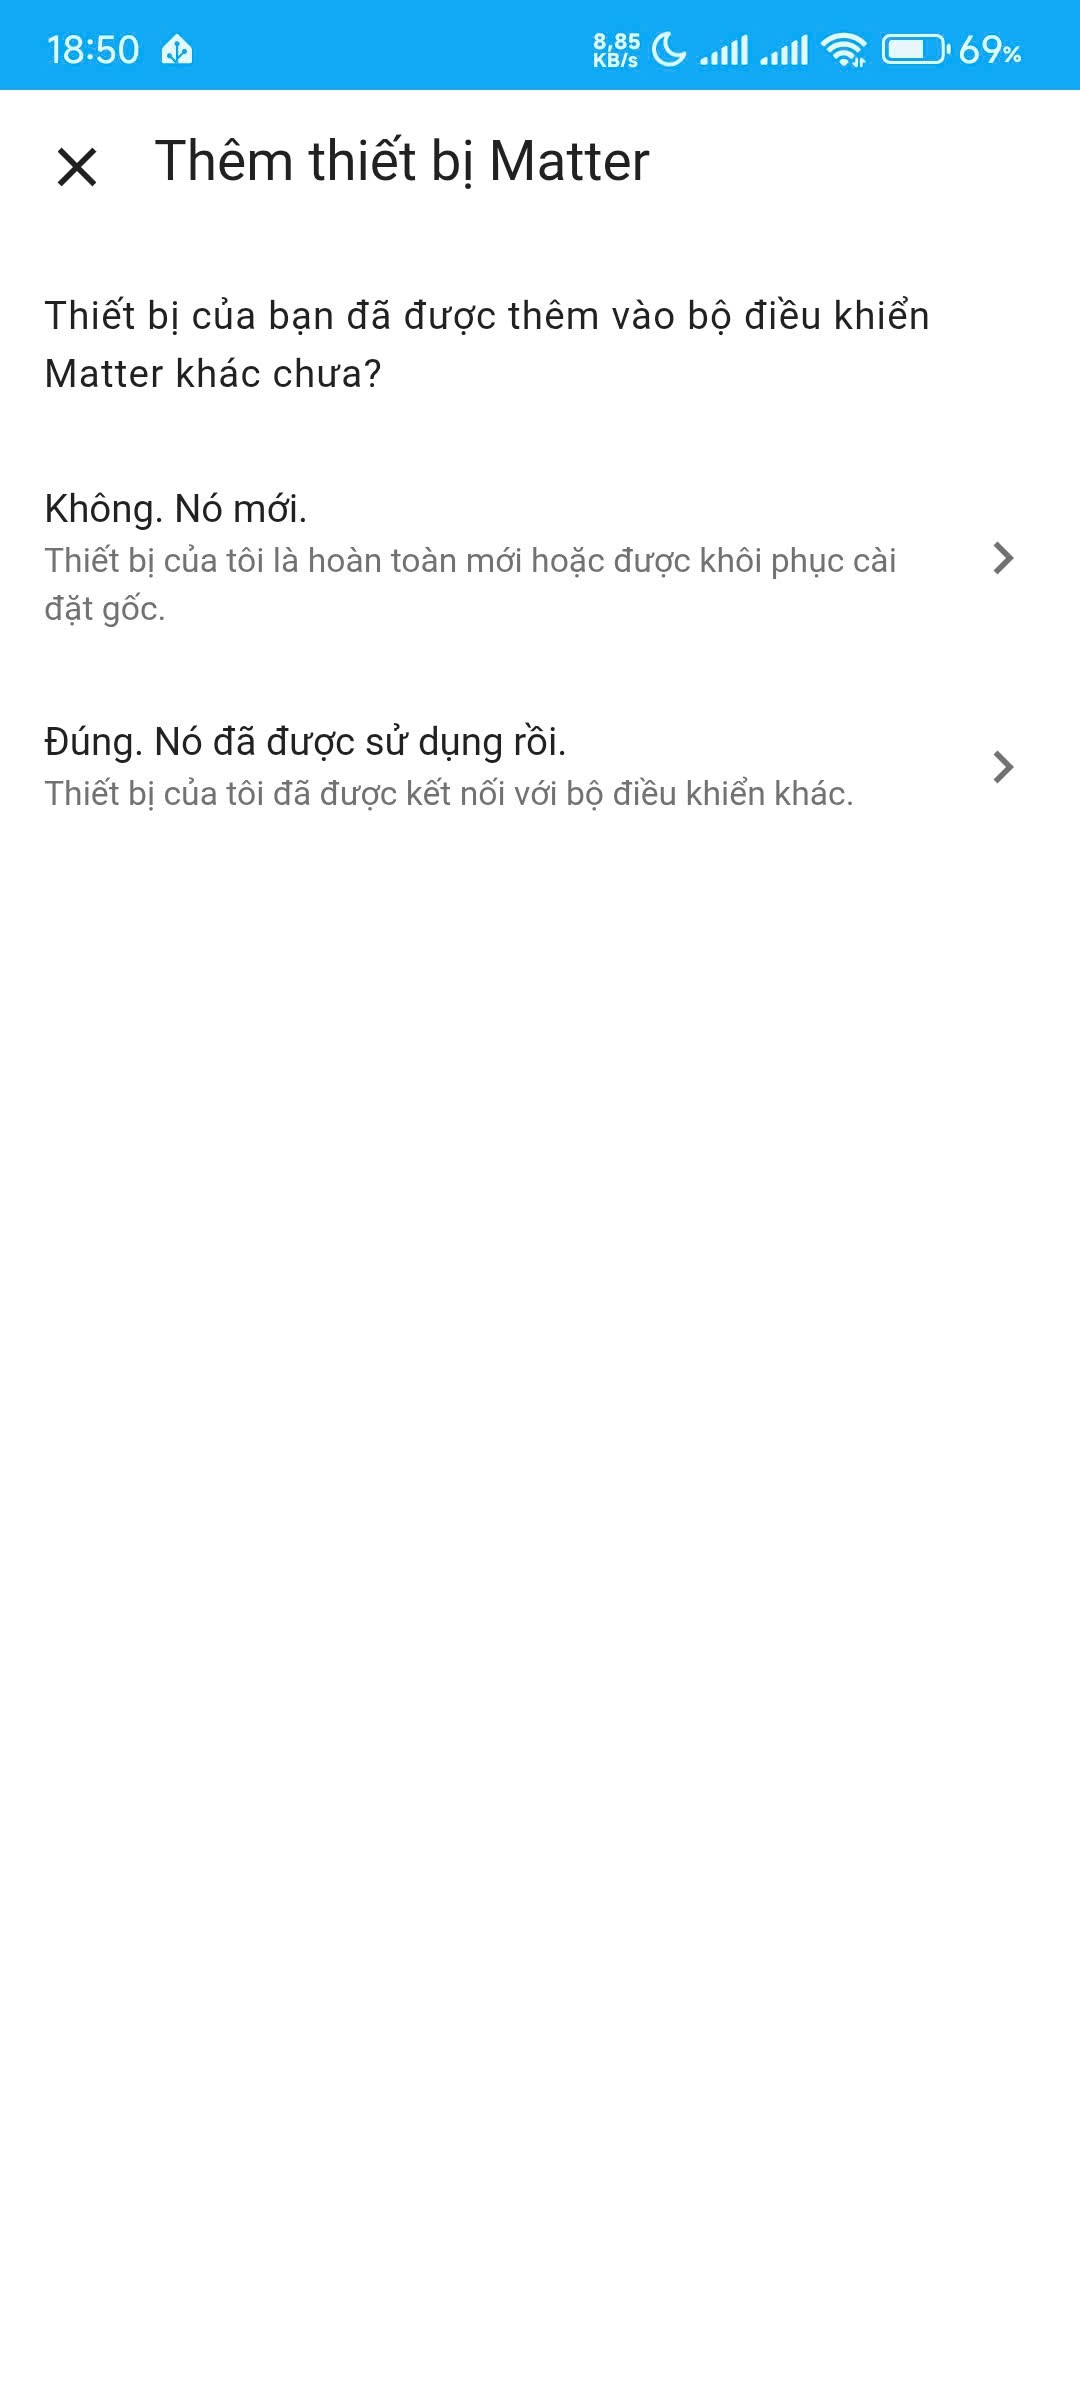 18:50
8,85
KB/s
69%
Thêm thiết bị Matter
Thiết bị của bạn đã được thêm vào bộ điều khiển
Matter khác chưa?
Không. Nó mới.
Thiết bị của tôi là hoàn toàn mới hoặc được khôi phục cài
đặt gốc.
Đúng. Nó đã được sử dụng rồi.
Thiết bị của tôi đã được kết nối với bộ điều khiển khác.